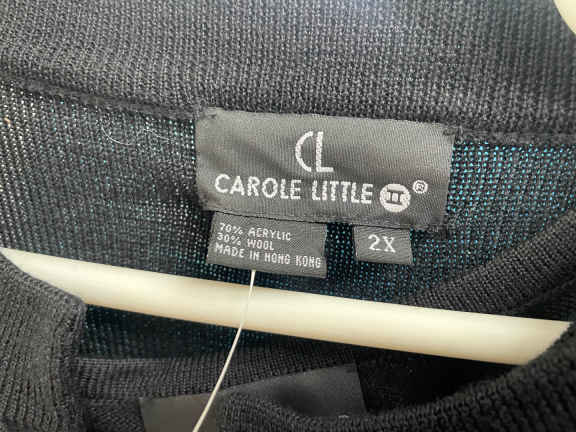 CL
CAROLE LITTLE II ®
70% ACRYLIC
30% WOOL
MADE IN HONG KONG
2X